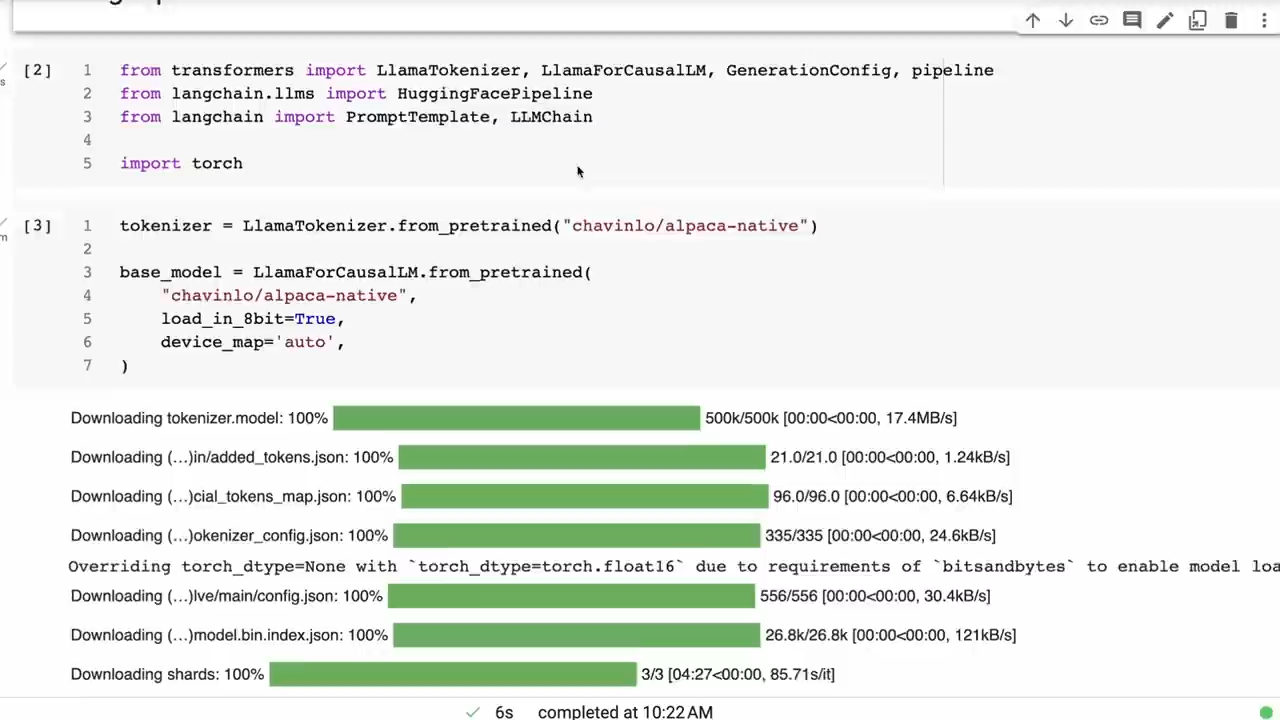 [2] 1 from transformers import LlamaTokenizer, LlamaForCausalLM, GenerationConfig, pipeline
2 from langchain.llms import HuggingFacePipeline
3 from langchain import PromptTemplate, LLMChain
4
5 import torch
[3] 1 tokenizer = LlamaTokenizer.from_pretrained("chavinlo/alpaca-native")
2
3 base_model = LlamaForCausalLM.from_pretrained(
4     "chavinlo/alpaca-native",
5     load_in_8bit=True,
6     device_map='auto',
7 )
Downloading tokenizer.model: 100% 500k/500k [00:00<00:00, 17.4MB/s]
Downloading (…)in/added_tokens.json: 100% 21.0/21.0 [00:00<00:00, 1.24kB/s]
Downloading (…)cial_tokens_map.json: 100% 96.0/96.0 [00:00<00:00, 6.64kB/s]
Downloading (…)okenizer_config.json: 100% 335/335 [00:00<00:00, 24.6kB/s]
Overriding torch_dtype=None with `torch_dtype=torch.float16` due to requirements of `bitsandbytes` to enable model loa
Downloading (…)lve/main/config.json: 100% 556/556 [00:00<00:00, 30.4kB/s]
Downloading (…)model.bin.index.json: 100% 26.8k/26.8k [00:00<00:00, 121kB/s]
Downloading shards: 100% 3/3 [04:27<00:00, 85.71s/it]
6s completed at 10:22 AM